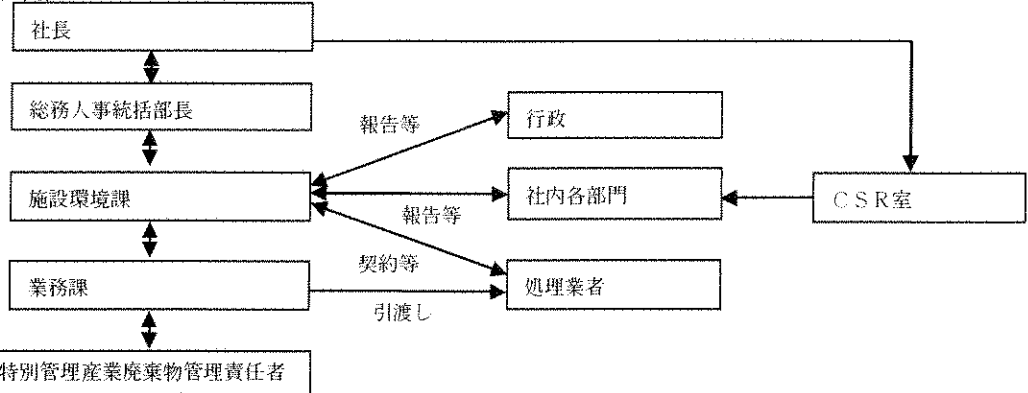 社長
総務人事統括部長
報告等
行政
施設環境課
社内各部門
CSR室
報告等
契約等
業務課
処理業者
引渡し
特別管理産業廃棄物管理責任者